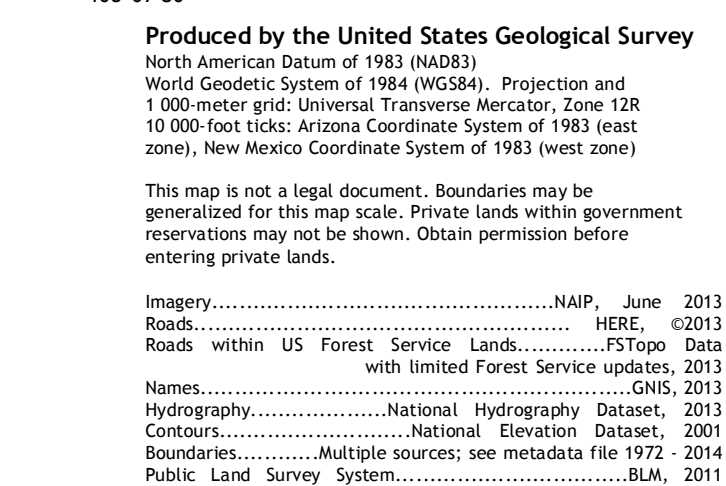 Produced by the United States Geological Survey
North American Datum of 1983 (NAD83)
World Geodetic System of 1984 (WGS84). Projection and
1 000-meter grid: Universal Transverse Mercator, Zone 12R
10 000-foot ticks: Arizona Coordinate System of 1983 (east
zone), New Mexico Coordinate System of 1983 (west zone)
This map is not a legal document. Boundaries may be
generalized for this map scale. Private lands within government
reservations may not be shown. Obtain permission before
entering private lands.
Imagery...................................................NAIP, June 2013
Roads........................................................ HERE, ©2013
Roads within US Forest Service Lands.............FSTopo Data
with limited Forest Service updates, 2013
Names................................................................GNIS, 2013
Hydrography....................National Hydrography Dataset, 2013
Contours............................National Elevation Dataset, 2001
Boundaries............Multiple sources; see metadata file 1972 - 2014
Public Land Survey System..................................BLM, 2011